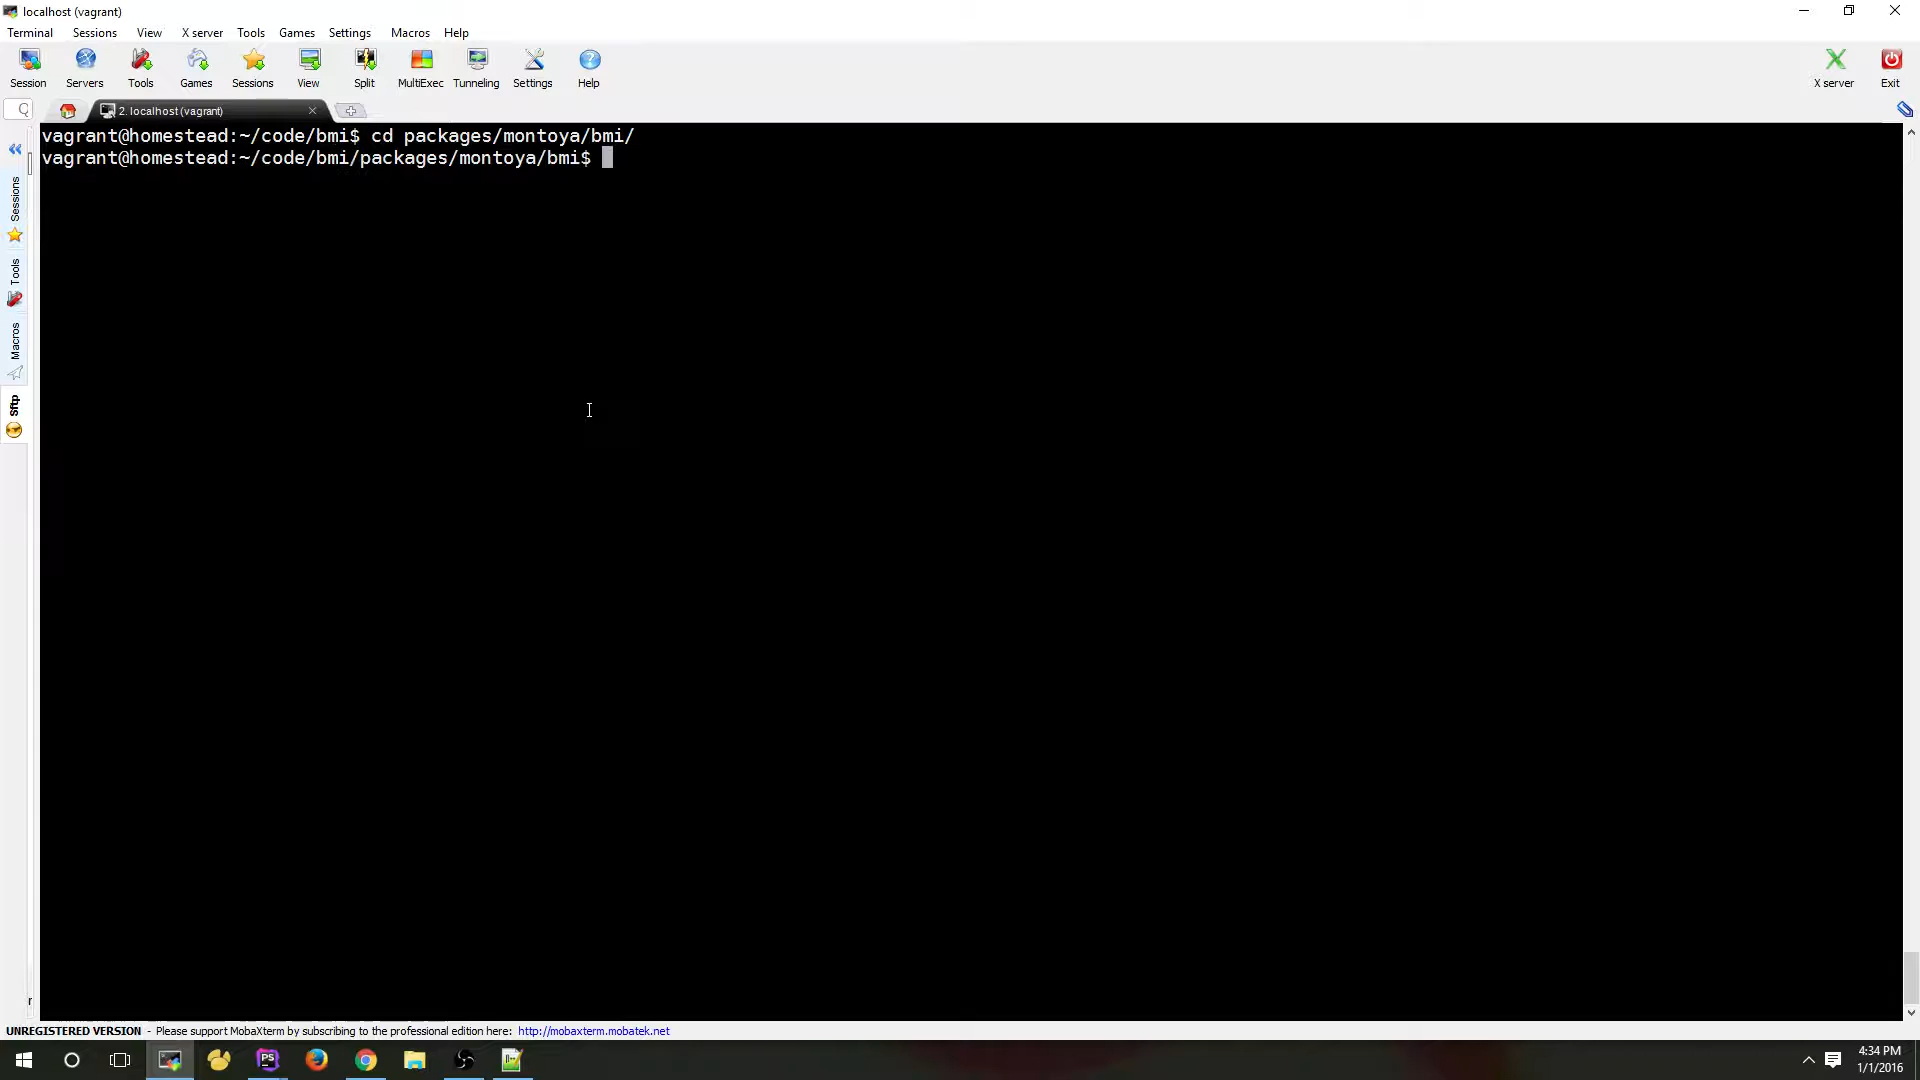 localhost (vagrant)
Terminal Sessions View X server Tools Games Settings Macros Help
Session Servers Tools Games Sessions View Split MultiExec Tunneling Settings Help X server Exit
2. localhost (vagrant)
vagrant@homestead:~/code/bmi$ cd packages/montoya/bmi/
vagrant@homestead:~/code/bmi/packages/montoya/bmi$
Sessions
Tools
Macros
Sftp
UNREGISTERED VERSION - Please support MobaXterm by subscribing to the professional edition here: http://mobaxterm.mobatek.net
PS
4:34 PM
1/1/2016